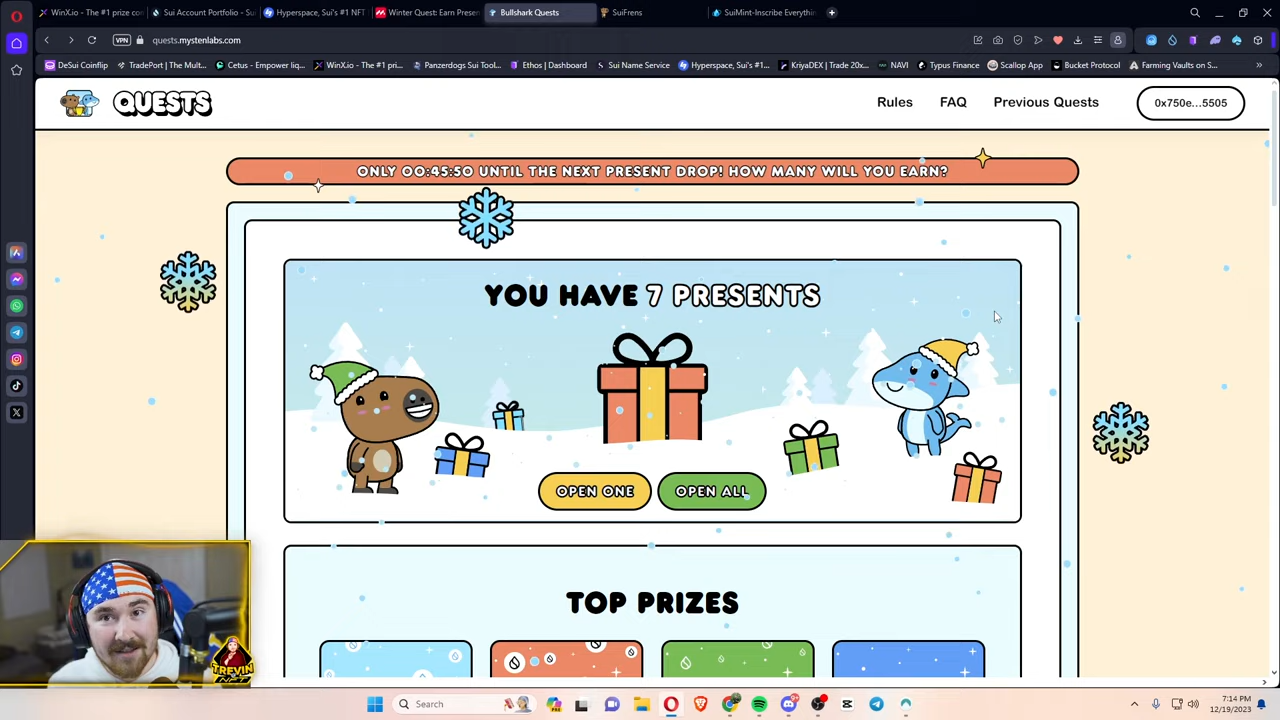 WinX.io - The #1 prize con
Sui Account Portfolio - Su
Hyperspace, Sui's #1 NFT
Winter Quest: Earn Presen
Bullshark Quests
SuiFrens
SuiMint-Inscribe Everythin
VPN
quests.mystenlabs.com
DeSui Coinflip
TradePort | The Mult...
Cetus - Empower liq...
WinX.io - The #1 pri...
Panzerdogs Sui Tool...
Ethos | Dashboard
Sui Name Service
Hyperspace, Sui's #1...
KriyaDEX | Trade 20x...
NAVI
Typus Finance
Scallop App
Bucket Protocol
Farming Vaults on S...
QUESTS
Rules
FAQ
Previous Quests
0x750e...5505
ONLY 00:45:50 UNTIL THE NEXT PRESENT DROP! HOW MANY WILL YOU EARN?
YOU HAVE 7 PRESENTS
OPEN ONE
OPEN ALL
TOP PRIZES
TREVIN
Search
7:14 PM
12/19/2023